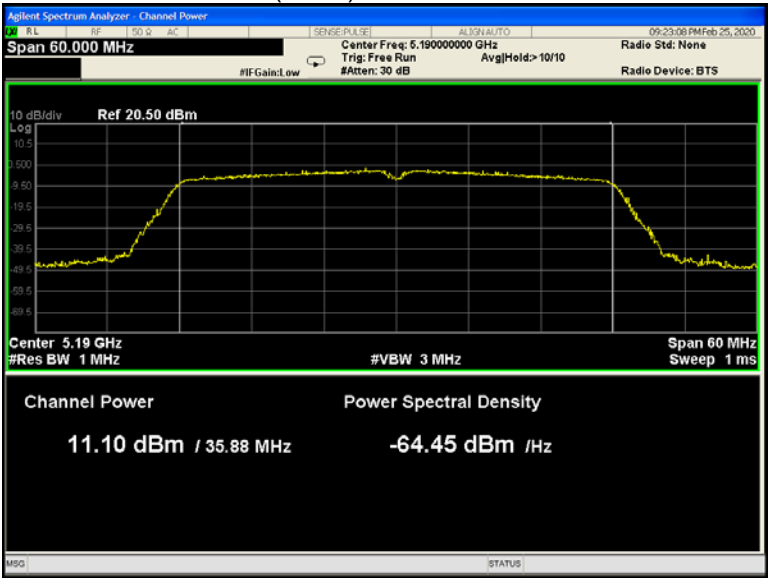 Agilent Spectrum Analyzer - Channel Power
RL RF 50 Ω AC SENSE:PULSE ALIGNAUTO 09:23:08 PM Feb 25, 2020
Span 60.000 MHz Center Freq: 5.190000000 GHz Radio Std: None
Trig: Free Run Avg|Hold:> 10/10
#IFGain:Low #Atten: 30 dB Radio Device: BTS
10 dB/div Ref 20.50 dBm
Log
10.5
0.500
-9.50
-19.5
-29.5
-39.5
-49.5
-59.5
-69.5
Center 5.19 GHz Span 60 MHz
#Res BW 1 MHz #VBW 3 MHz Sweep 1 ms
Channel Power Power Spectral Density
11.10 dBm / 35.88 MHz -64.45 dBm /Hz
MSG STATUS